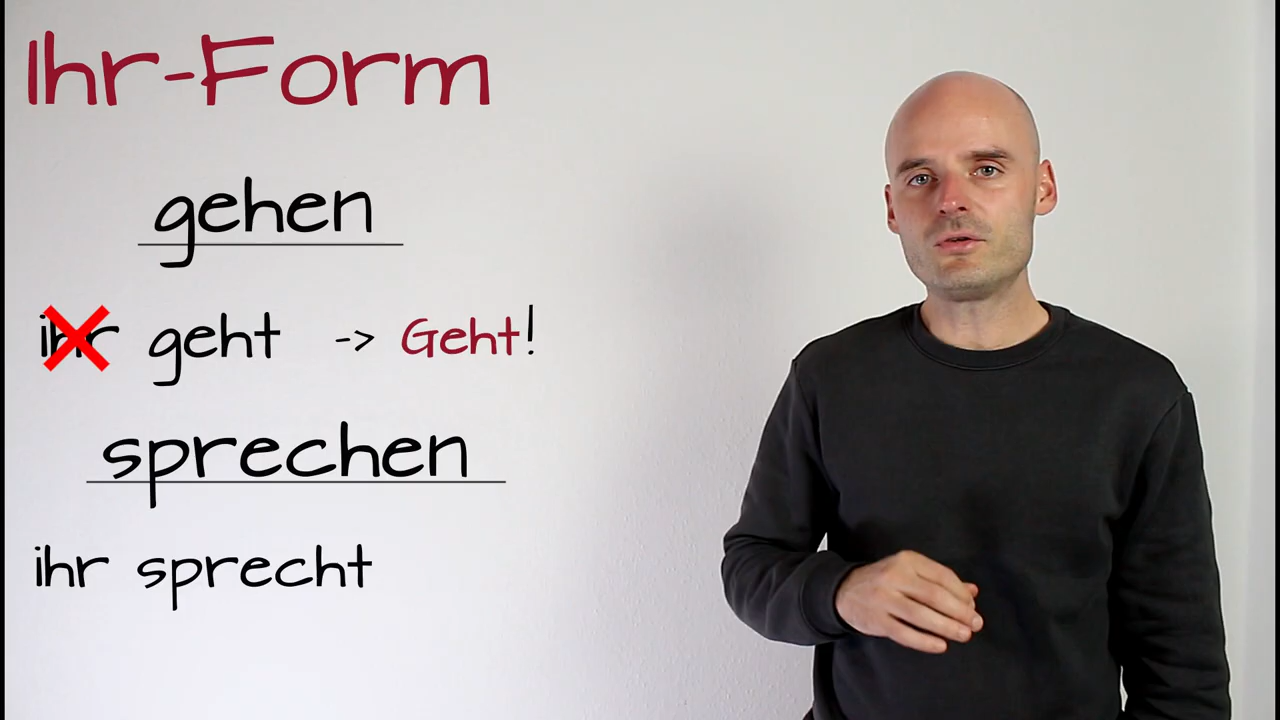 Ihr-Form
gehen
ihr geht -> Geht!
sprechen
ihr sprecht